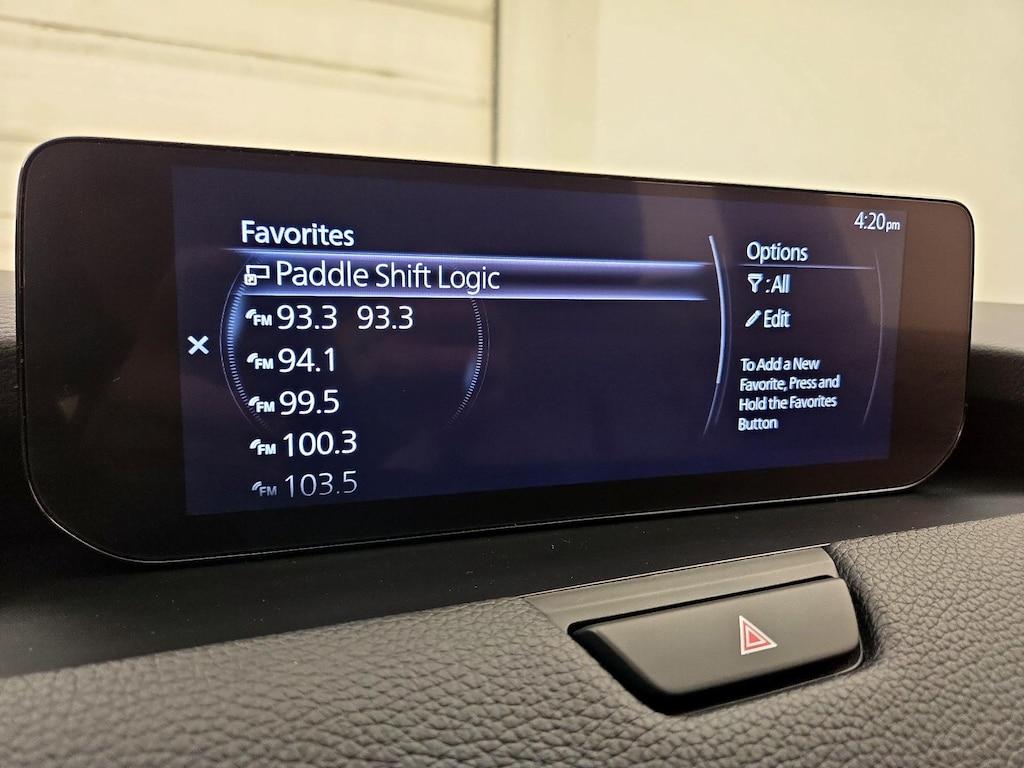 4:20pm
Favorites
Paddle Shift Logic
FM 93.3 93.3
FM 94.1
FM 99.5
FM 100.3
FM 103.5
Options
:All
Edit
To Add a New
Favorite, Press and
Hold the Favorites
Button